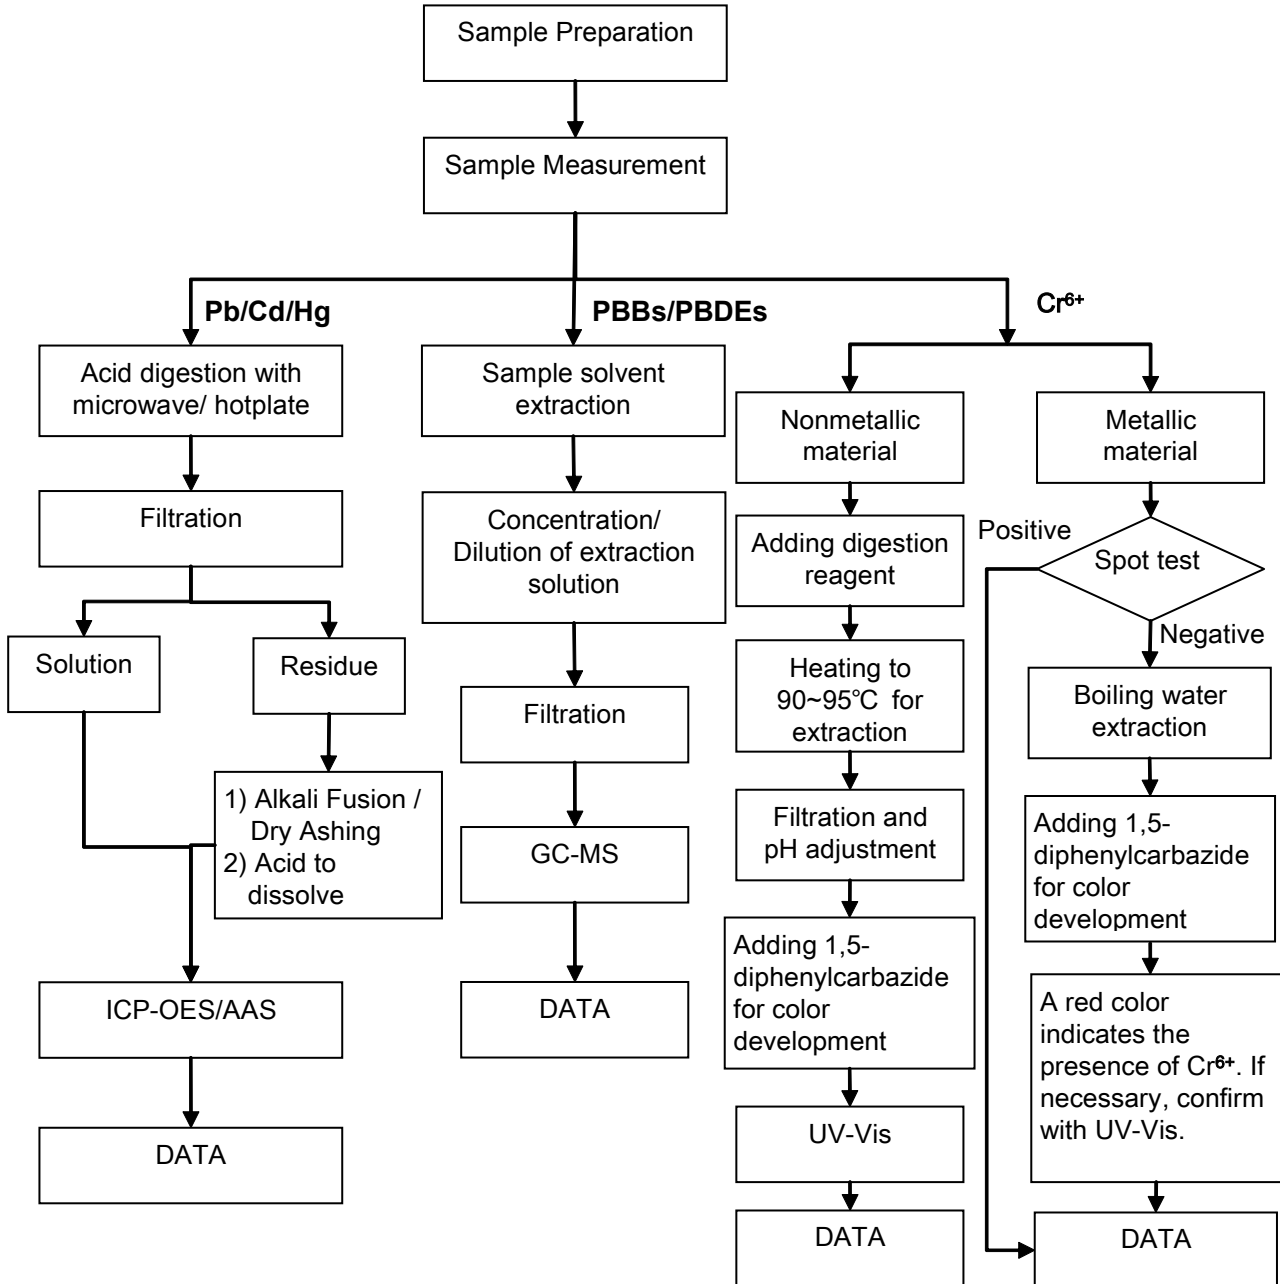 Sample Preparation
Sample Measurement
Pb/Cd/Hg
PBBs/PBDEs
Cr⁶⁺
Acid digestion with
microwave/ hotplate
Filtration
Solution
Residue
1) Alkali Fusion /
Dry Ashing
2) Acid to
dissolve
ICP-OES/AAS
DATA
Sample solvent
extraction
Concentration/
Dilution of extraction
solution
Filtration
GC-MS
DATA
Nonmetallic
material
Adding digestion
reagent
Heating to
90~95℃ for
extraction
Filtration and
pH adjustment
Adding 1,5-
diphenylcarbazide
for color
development
UV-Vis
DATA
Metallic
material
Spot test
Positive
Negative
Boiling water
extraction
Adding 1,5-
diphenylcarbazide
for color
development
A red color
indicates the
presence of Cr⁶⁺. If
necessary, confirm
with UV-Vis.
DATA